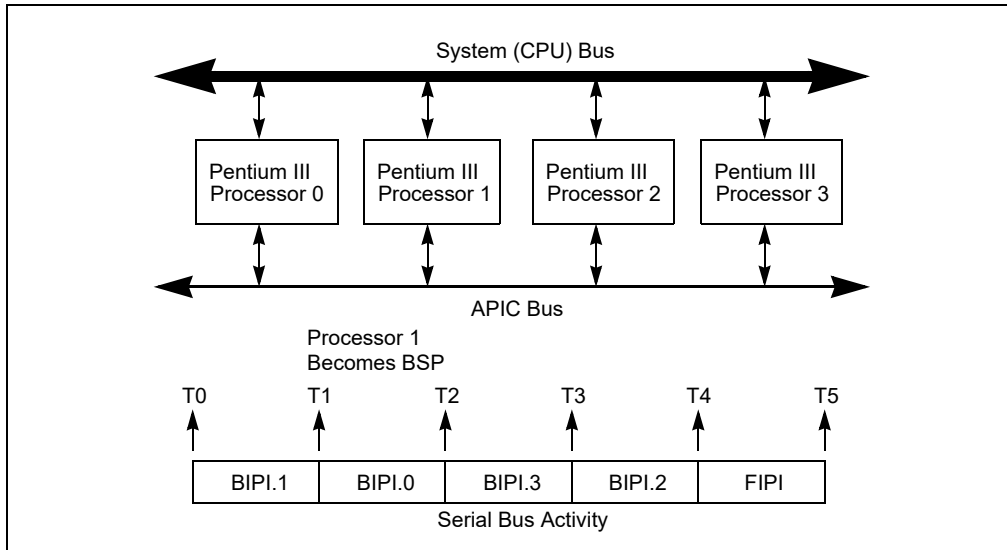 System (CPU) Bus
Pentium III
Processor 0
Pentium III
Processor 1
Pentium III
Processor 2
Pentium III
Processor 3
APIC Bus
Processor 1
Becomes BSP
T0 T1 T2 T3 T4 T5
BIPI.1 BIPI.0 BIPI.3 BIPI.2 FIPI
Serial Bus Activity